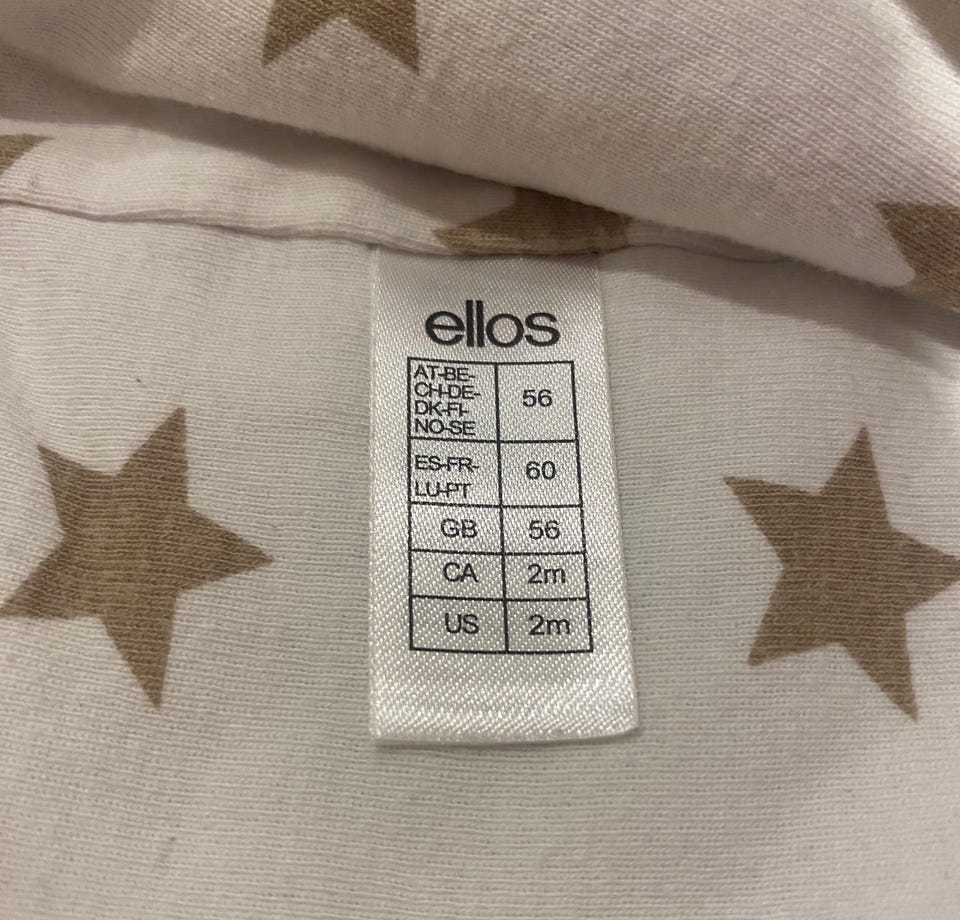 ellos
AT-BE-
CH-DE-
DK-FI-
NO-SE
56
ES-FR-
LU-PT
60
GB 56
CA 2m
US 2m